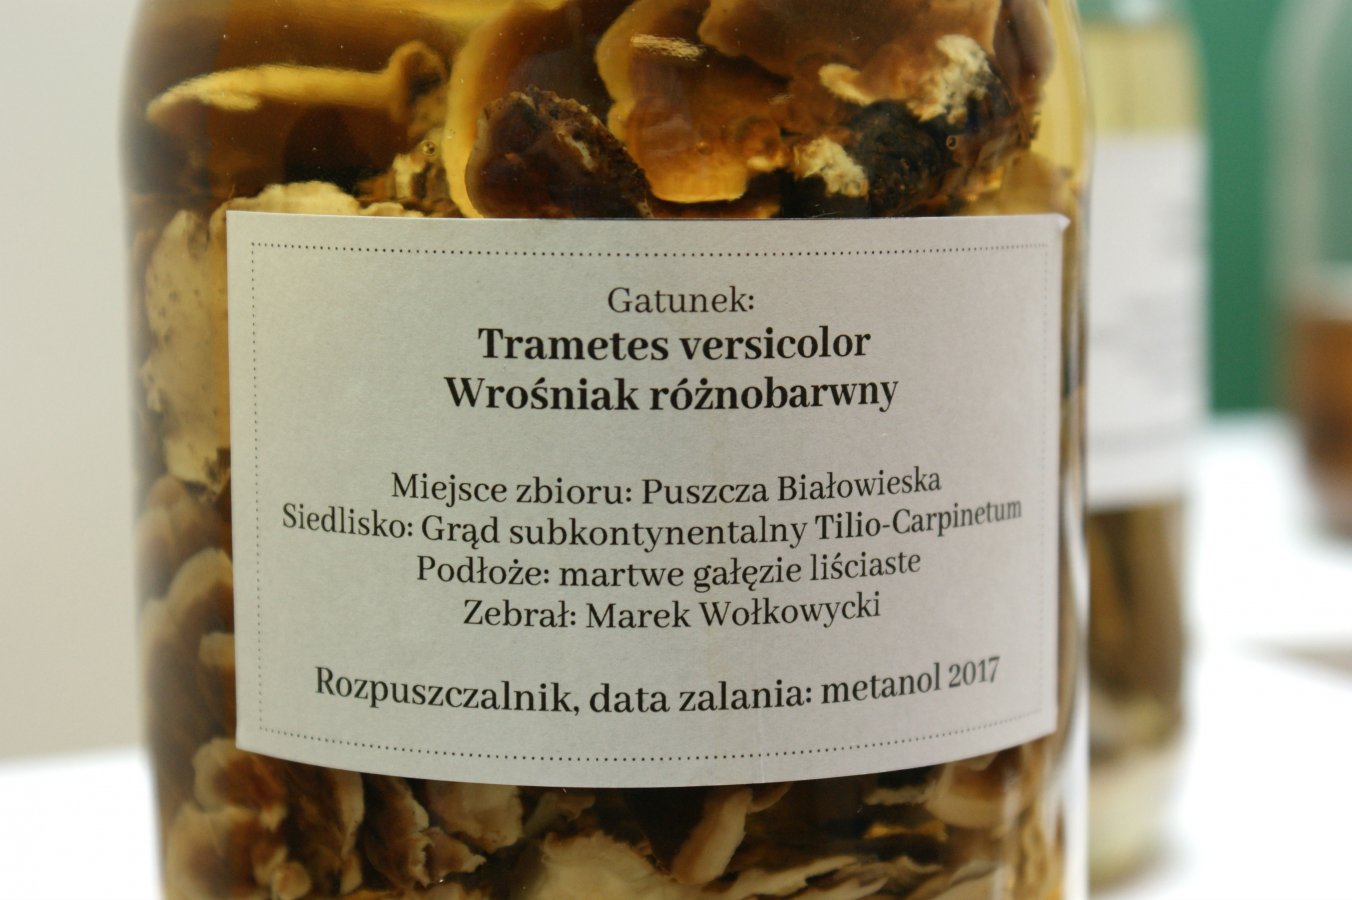 Gatunek:
Trametes versicolor
Wrośniak różnobarwny
Miejsce zbioru: Puszcza Białowieska
Siedlisko: Grąd subkontynentalny Tilio-Carpinetum
Podłoże: martwe gałęzie liściaste
Zebrał: Marek Wołkowycki
Rozpuszczalnik, data zalania: metanol 2017